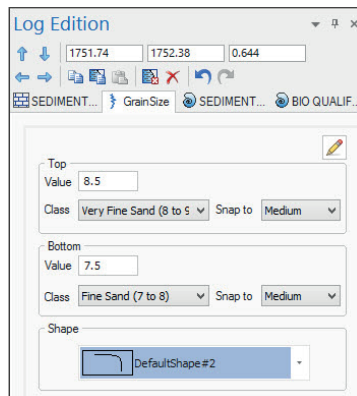 Log Edition
1751.74 1752.38 0.644
SEDIMENT... GrainSize SEDIMENT... BIO QUALIF...
Top
Value 8.5
Class Very Fine Sand (8 to 9 Snap to Medium
Bottom
Value 7.5
Class Fine Sand (7 to 8) Snap to Medium
Shape
DefaultShape#2